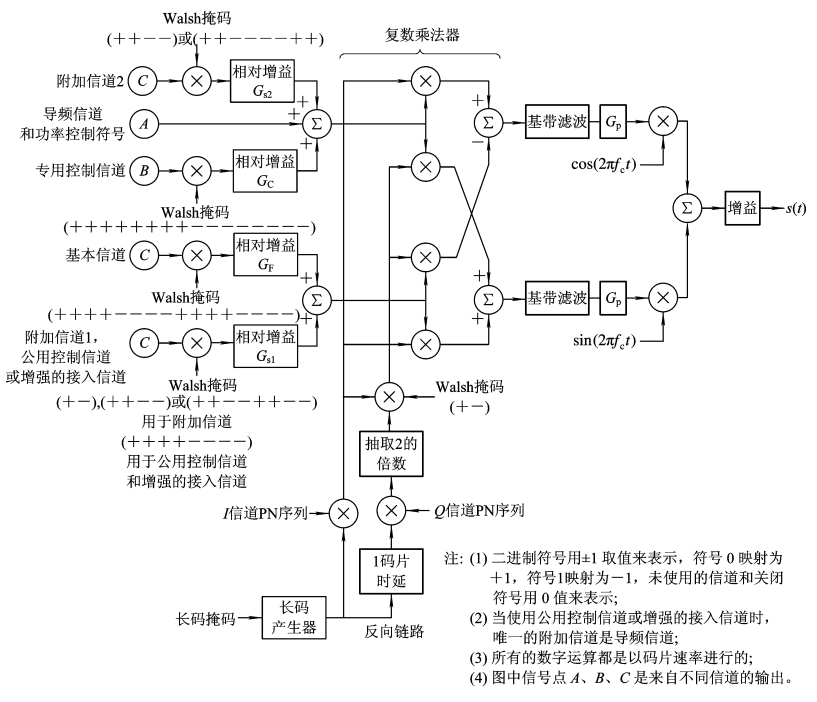 Walsh掩码
(++--)或(++----++)
复数乘法器
附加信道2
C
×
相对增益
G_s2
+
×
+
基带滤波
G_p
×
导频信道
和功率控制符号
A
+
Σ
Σ
cos(2πf_ct)
专用控制信道
B
×
相对增益
G_C
+
×
−
Walsh掩码
(++++++++--------)
Σ
增益
s(t)
基本信道
C
×
相对增益
G_F
+
×
+
Walsh掩码
Σ
Σ
基带滤波
G_p
×
(++++----++++----)
+
+
附加信道1,
公用控制信道
或增强的接入信道
C
×
相对增益
G_s1
×
sin(2πf_ct)
Walsh掩码
(+-),(++--)或(++--++--)
用于附加信道
(++++----)
用于公用控制信道
和增强的接入信道
×
Walsh掩码
(+-)
抽取2的
倍数
I信道PN序列
×
×
Q信道PN序列
1码片
时延
长码掩码
长码
产生器
反向链路
注: (1) 二进制符号用±1 取值来表示，符号 0 映射为
+1，符号1映射为-1，未使用的信道和关闭
符号用 0 值来表示;
(2) 当使用公用控制信道或增强的接入信道时，
唯一的附加信道是导频信道;
(3) 所有的数字运算都是以码片速率进行的;
(4) 图中信号点 A、B、C 是来自不同信道的输出。